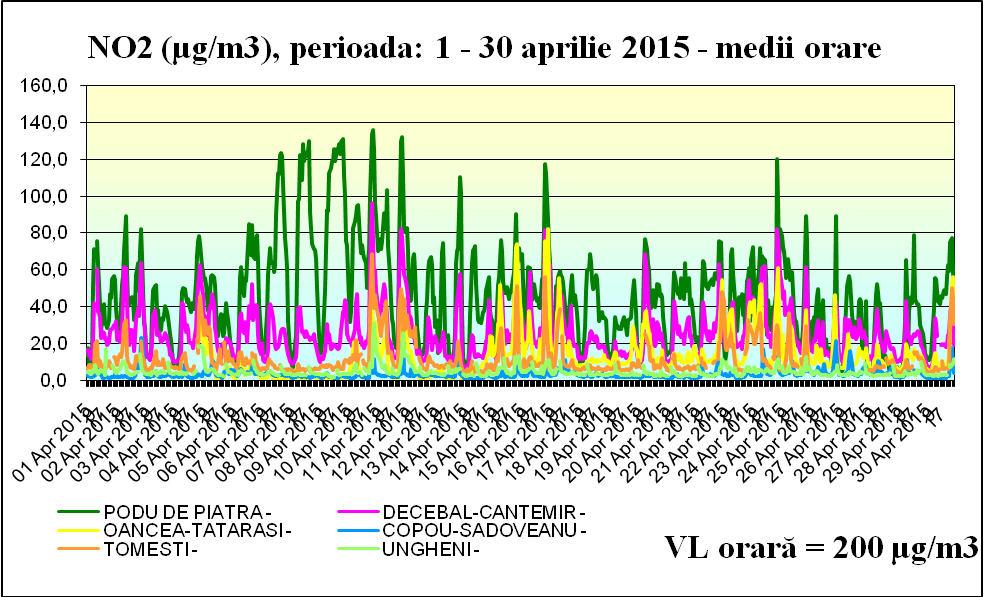 NO2 (µg/m3), perioada: 1 - 30 aprilie 2015 - medii orare
160,0
140,0
120,0
100,0
80,0
60,0
40,0
20,0
0,0
01 Apr 2015
02 Apr 2015
03 Apr 2015
04 Apr 2015
05 Apr 2015
06 Apr 2015
07 Apr 2015
08 Apr 2015
09 Apr 2015
10 Apr 2015
11 Apr 2015
12 Apr 2015
13 Apr 2015
14 Apr 2015
15 Apr 2015
16 Apr 2015
17 Apr 2015
18 Apr 2015
19 Apr 2015
20 Apr 2015
21 Apr 2015
22 Apr 2015
23 Apr 2015
24 Apr 2015
25 Apr 2015
26 Apr 2015
28 Apr 2015
29 Apr 2015
30 Apr 2015
17
PODU DE PIATRA- DECEBAL-CANTEMIR -
OANCEA-TATARASI- COPOU-SADOVEANU -
TOMESTI- UNGHENI-
VL orară = 200 µg/m3